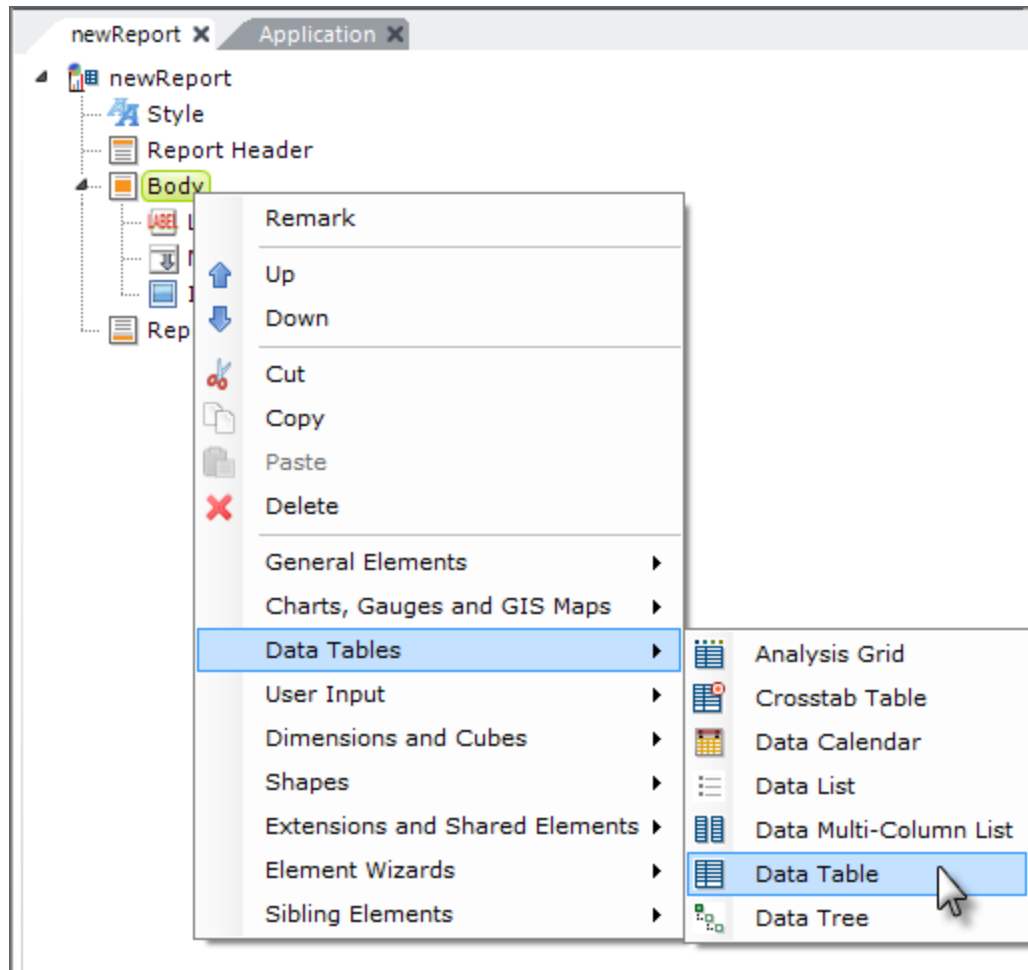 newReport Application
newReport
Style
Report Header
Body
LABEL
Rep
Remark
Up
Down
Cut
Copy
Paste
Delete
General Elements
Charts, Gauges and GIS Maps
Data Tables
User Input
Dimensions and Cubes
Shapes
Extensions and Shared Elements
Element Wizards
Sibling Elements
Analysis Grid
Crosstab Table
Data Calendar
Data List
Data Multi-Column List
Data Table
Data Tree